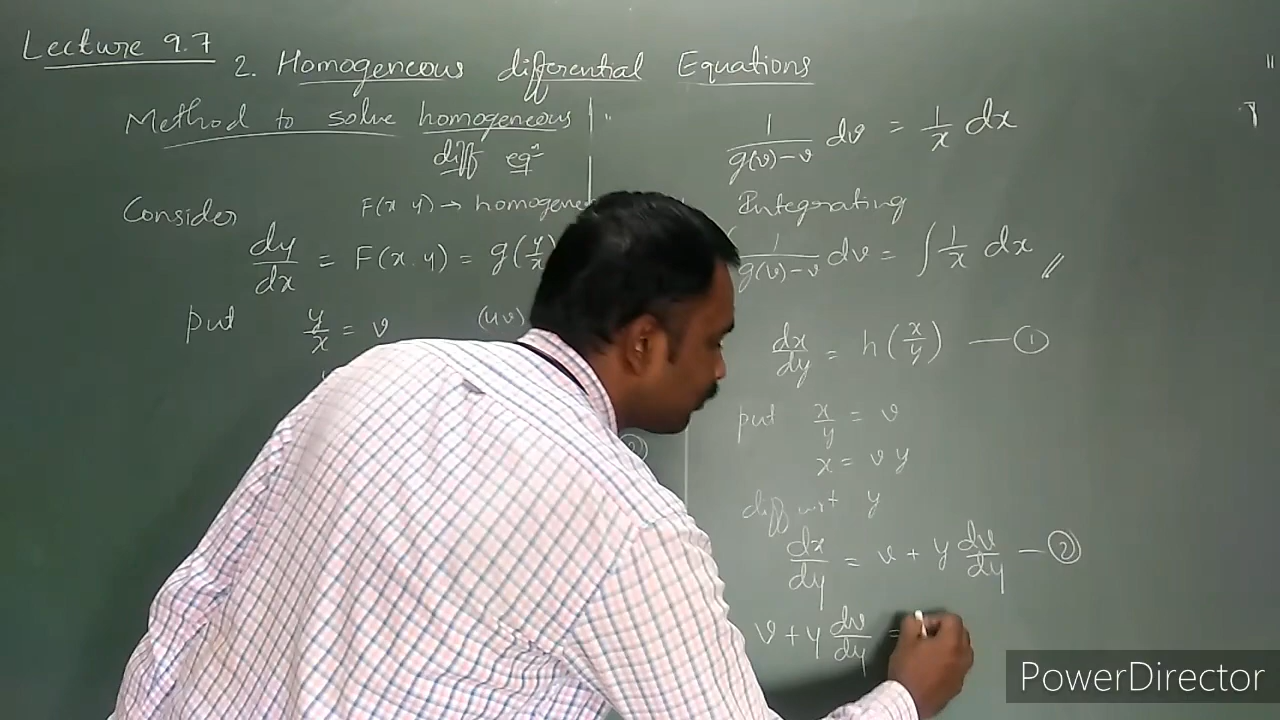 Lecture 9.7
2. Homogeneous differential Equations
Method to solve homogeneous
diff eqⁿ
Consider F(x y) → homogene
dy/dx = F(x, y) = g(y/x)
put y/x = v (uv)
1/(g(v)-v) dv = 1/x dx
Integrating
∫ 1/(g(v)-v) dv = ∫ 1/x dx //
dx/dy = h(x/y) — ①
put x/y = v
x = v y
diff wrt y
dx/dy = v + y dv/dy — ②
v + y dv/dy =
PowerDirector